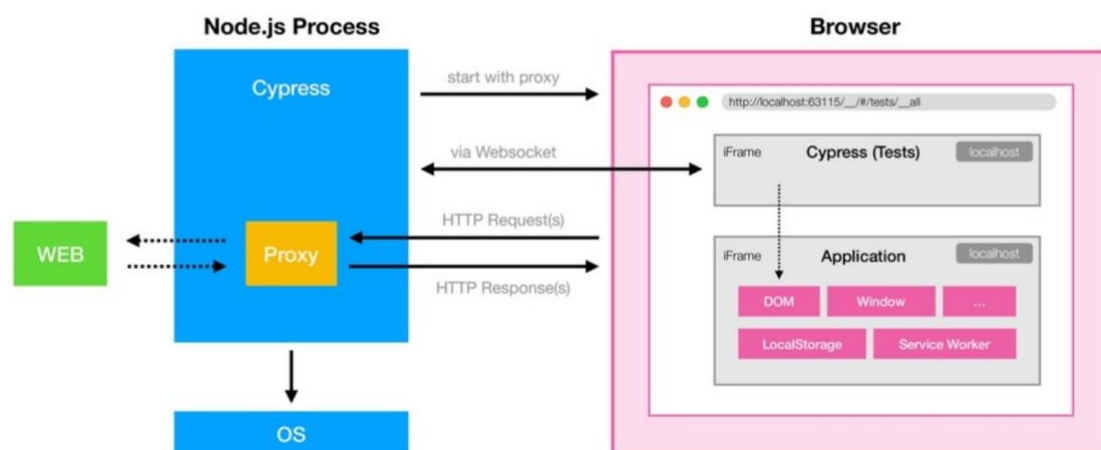 Node.js Process
Browser
Cypress
start with proxy
http://localhost:63115/__/#/tests/__all
via Websocket
iFrame
Cypress (Tests)
localhost
HTTP Request(s)
WEB
Proxy
iFrame
Application
localhost
HTTP Response(s)
DOM
Window
...
LocalStorage
Service Worker
OS